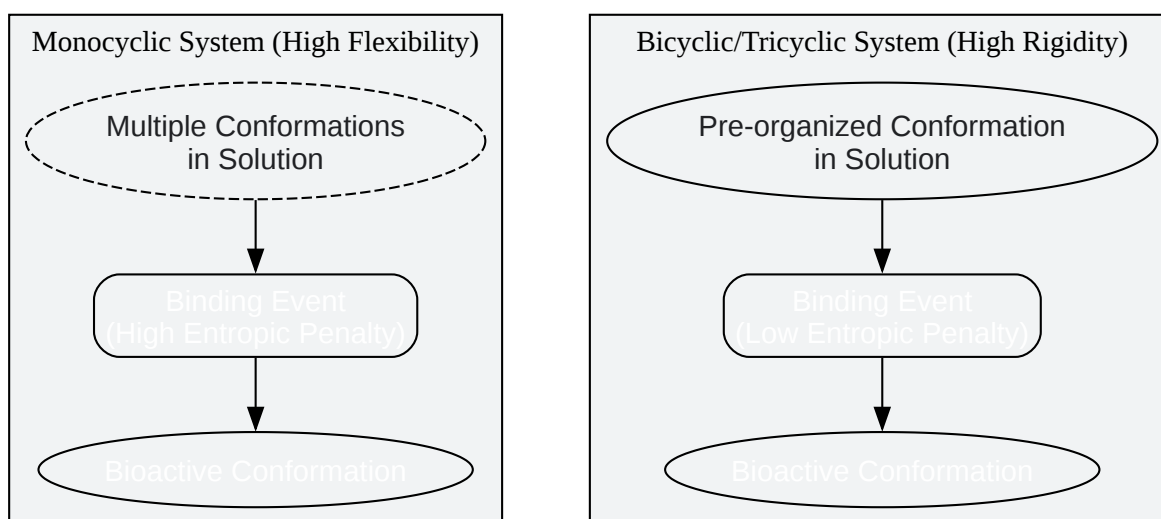 Monocyclic System (High Flexibility)
Multiple Conformations
in Solution
Binding Event
(High Entropic Penalty)
Bioactive Conformation
Bicyclic/Tricyclic System (High Rigidity)
Pre-organized Conformation
in Solution
Binding Event
(Low Entropic Penalty)
Bioactive Conformation